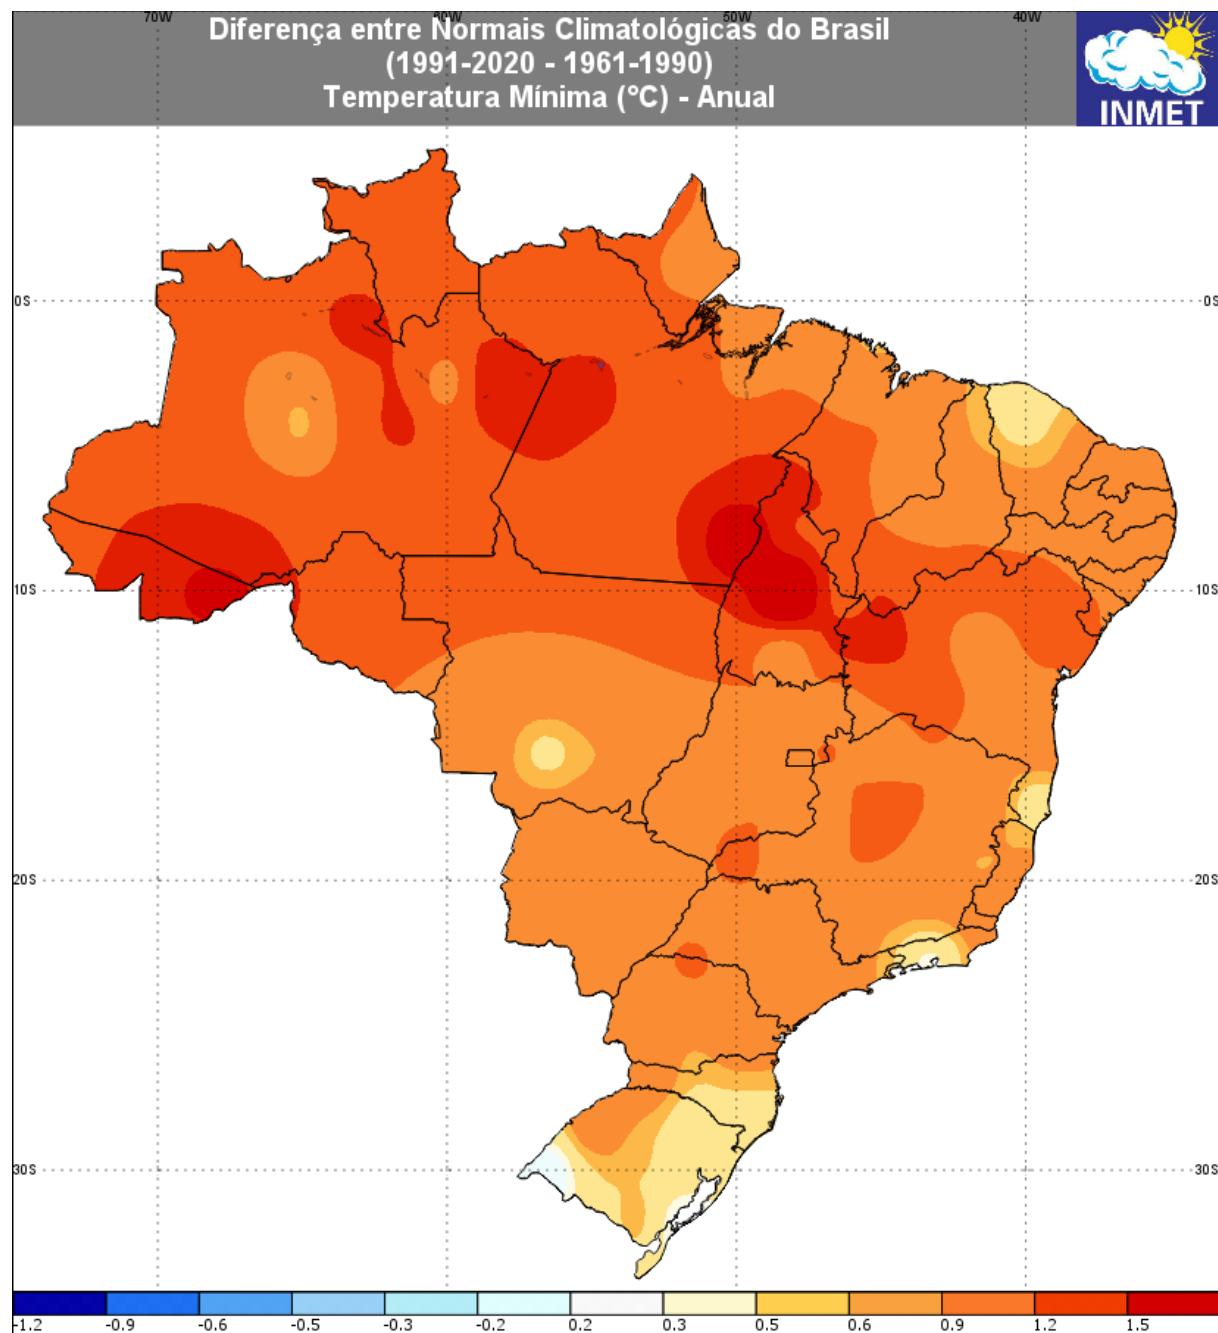 70W 60W 50W 40W
Diferença entre Normais Climatológicas do Brasil
(1991-2020 - 1961-1990)
Temperatura Mínima (°C) - Anual
INMET
0S 0S
10S 10S
20S 20S
30S 30S
-1.2 -0.9 -0.6 -0.5 -0.3 -0.2 0.2 0.3 0.5 0.6 0.9 1.2 1.5